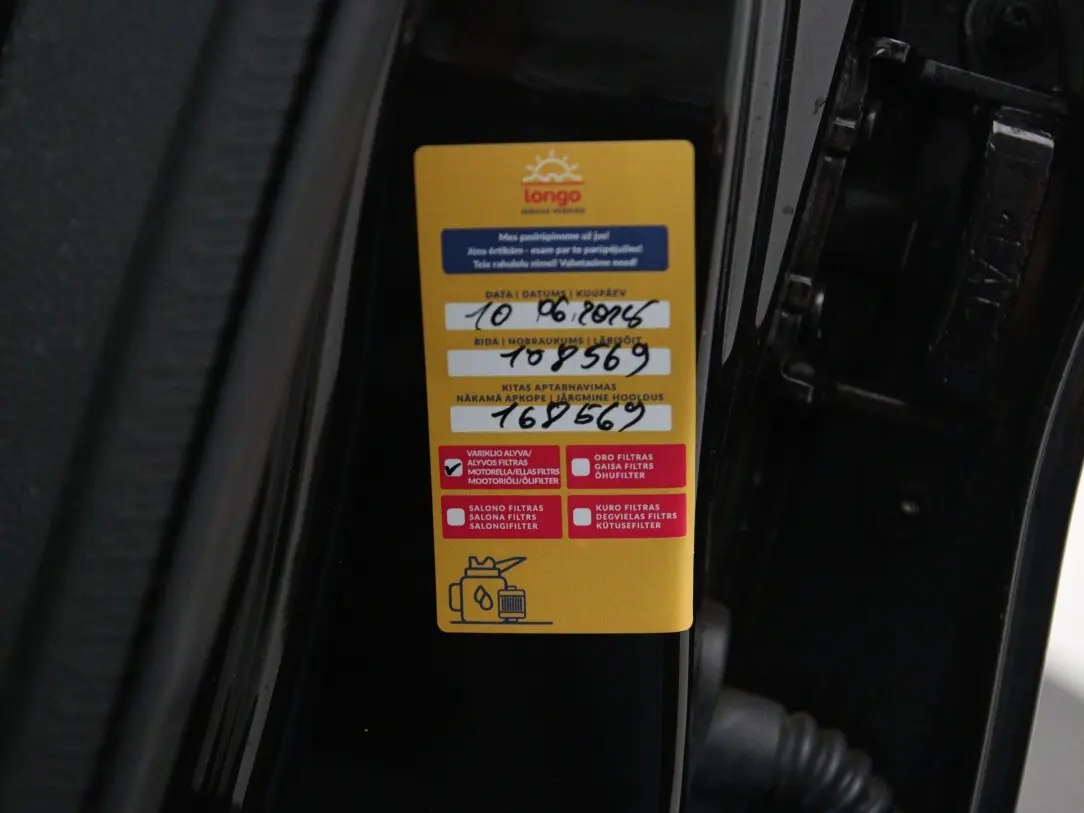 longo
Mes pasirūpinome už jus!
Jūsu ērtībām - esam par to parūpējušies!
Teie rahulolu nimel! Vabatasime need!
DATA | DATUMS | KUUPÄEV
10 06.2025
RIDA | NOBRAUKUMS | LÄBISÕIT
108569
KITAS APTARNAVIMAS
NĀKAMĀ APKOPE | JÄRGMINE HOOLDUS
168569
VARIKLIO ALYVA/
ALYVOS FILTRAS
MOTORELLA/ELLAS FILTRS
MOOTORIÕLI/ÕLIFILTER
ORO FILTRAS
GAISA FILTRS
ÕHUFILTER
SALONO FILTRAS
SALONA FILTRS
SALONGIFILTER
KURO FILTRAS
DEGVIELAS FILTRS
KÜTUSEFILTER